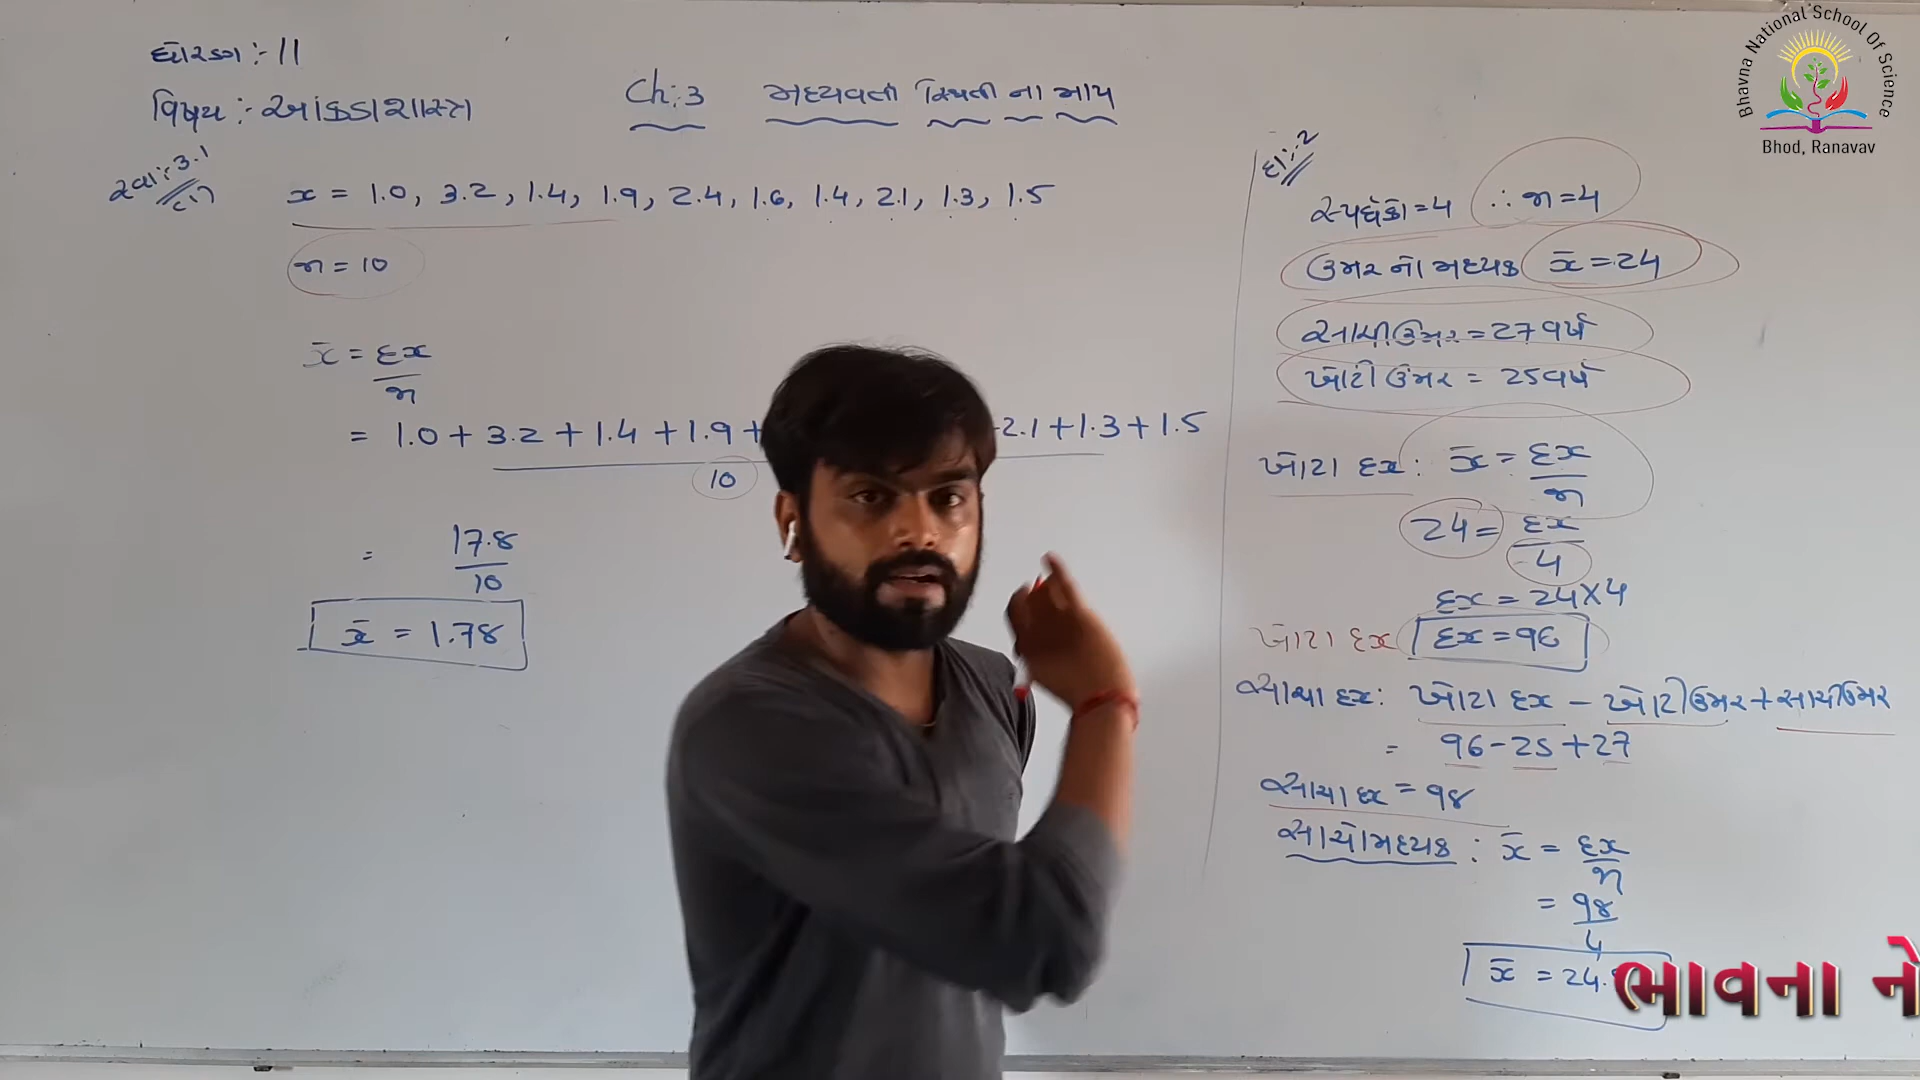 ધોરણ :- 11
વિષય :- આંકડાશાસ્ત્ર
Ch:3 મધ્યવર્તી સ્થિતી ના માપ
સ્વા:-3.1
x = 1.0, 3.2, 1.4, 1.9, 2.4, 1.6, 1.4, 2.1, 1.3, 1.5
n = 10
x̄ = Σx
n
= 1.0 + 3.2 + 1.4 + 1.9 + 2.1 + 1.3 + 1.5
10
= 17.8
10
x̄ = 1.78
દા:-2
સ્પર્ધકો = 4 ∴ n = 4
ઉંમર નો મધ્યક x̄ = 24
સાચી ઉંમર = 27 વર્ષ
ખોટી ઉંમર = 25 વર્ષ
ખોટા Σx : x̄ = Σx
n
24 = Σx
4
Σx = 24 X 4
ખોટા Σx Σx = 96
સાચા Σx : ખોટા Σx - ખોટી ઉંમર + સાચી ઉંમર
= 96 - 25 + 27
સાચા Σx = 98
સાચો મધ્યક : x̄ = Σx
n
= 98
4
x̄ = 24.
Bhavna National School Of Science
Bhod, Ranavav
ભાવના ને